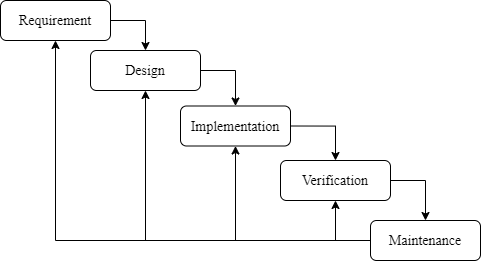 Requirement
Design
Implementation
Verification
Maintenance